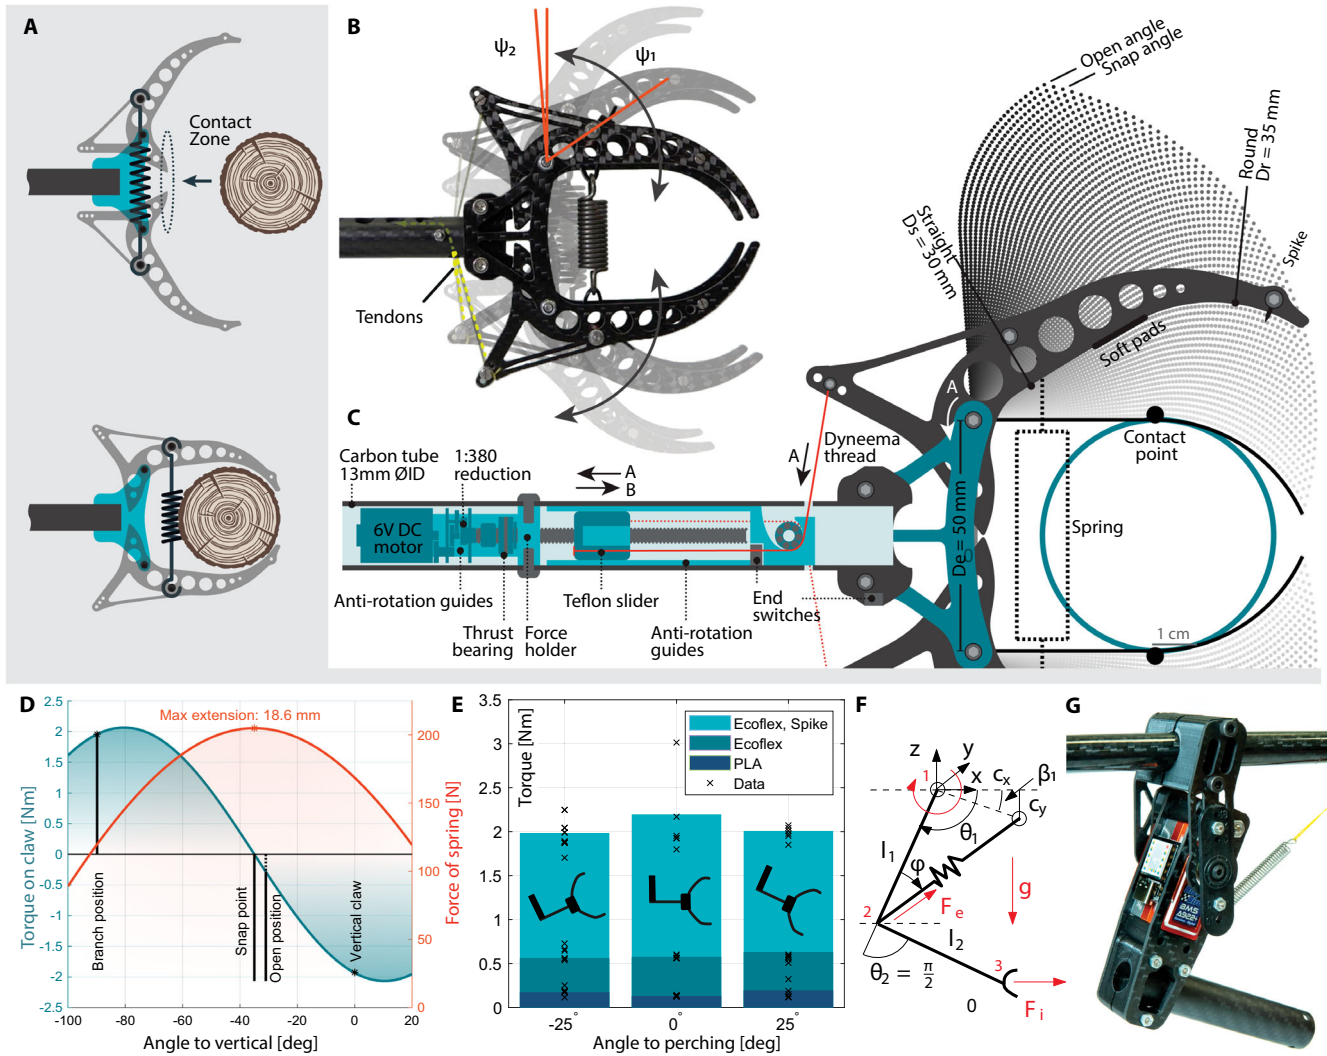 A
Contact
Zone
B
ψ₂
ψ₁
Tendons
Open angle
Snap angle
Round
Dr = 35 mm
Straight
Ds = 30 mm
Spike
Soft pads
A
Contact
point
Spring
De = 50 mm
1 cm
C
Carbon tube
13mm ØID
1:380
reduction
A
B
A
Dyneema
thread
6V DC
motor
Anti-rotation guides
Thrust
bearing
Force
holder
Teflon slider
Anti-rotation
guides
End
switches
D
Max extension: 18.6 mm
Torque on claw [Nm]
2.5
2
1.5
1
0.5
0
-0.5
-1
-1.5
-2
-2.5
Branch position
Snap point
Open position
Vertical claw
200
150
100
50
0
Force of spring [N]
-100
-80
-60
-40
-20
0
20
Angle to vertical [deg]
E
Torque [Nm]
3.5
3
2.5
2
1.5
1
0.5
0
Ecoflex, Spike
Ecoflex
PLA
Data
-25°
0°
25°
Angle to perching [deg]
F
z
y
x
1
cₓ
β₁
c_y
θ₁
l₁
φ
g
2
F_e
l₂
3
θ₂ = π/2
0
F_i
G